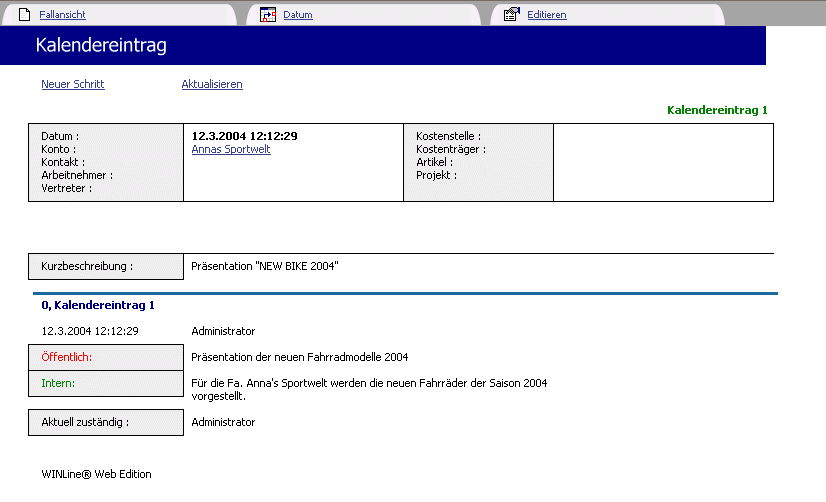 Fallansicht Datum Editieren
Kalendereintrag
Neuer Schritt Aktualisieren
Kalendereintrag 1
Datum : 12.3.2004 12:12:29 Kostenstelle :
Konto : Annas Sportwelt Kostenträger :
Kontakt : Artikel :
Arbeitnehmer : Projekt :
Vertreter :
Kurzbeschreibung : Präsentation "NEW BIKE 2004"
0, Kalendereintrag 1
12.3.2004 12:12:29 Administrator
Öffentlich: Präsentation der neuen Fahrradmodelle 2004
Intern: Für die Fa. Anna's Sportwelt werden die neuen Fahrräder der Saison 2004
vorgestellt.
Aktuell zuständig : Administrator
WINLine® Web Edition